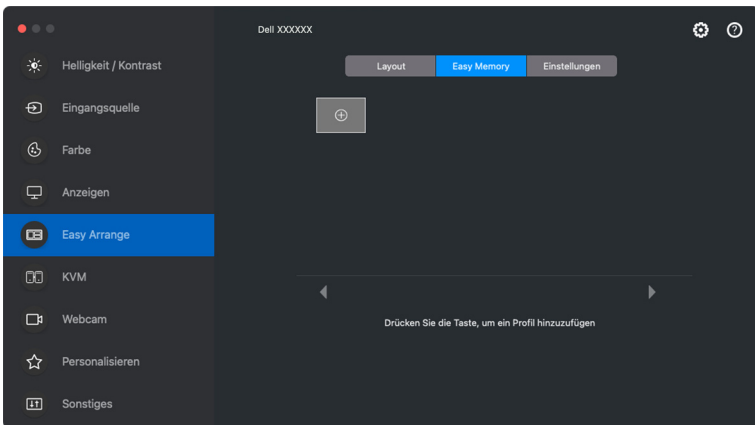 Dell XXXXXX
Helligkeit / Kontrast
Eingangsquelle
Farbe
Anzeigen
Easy Arrange
KVM
Webcam
Personalisieren
Sonstiges
Layout
Easy Memory
Einstellungen
Drücken Sie die Taste, um ein Profil hinzuzufügen